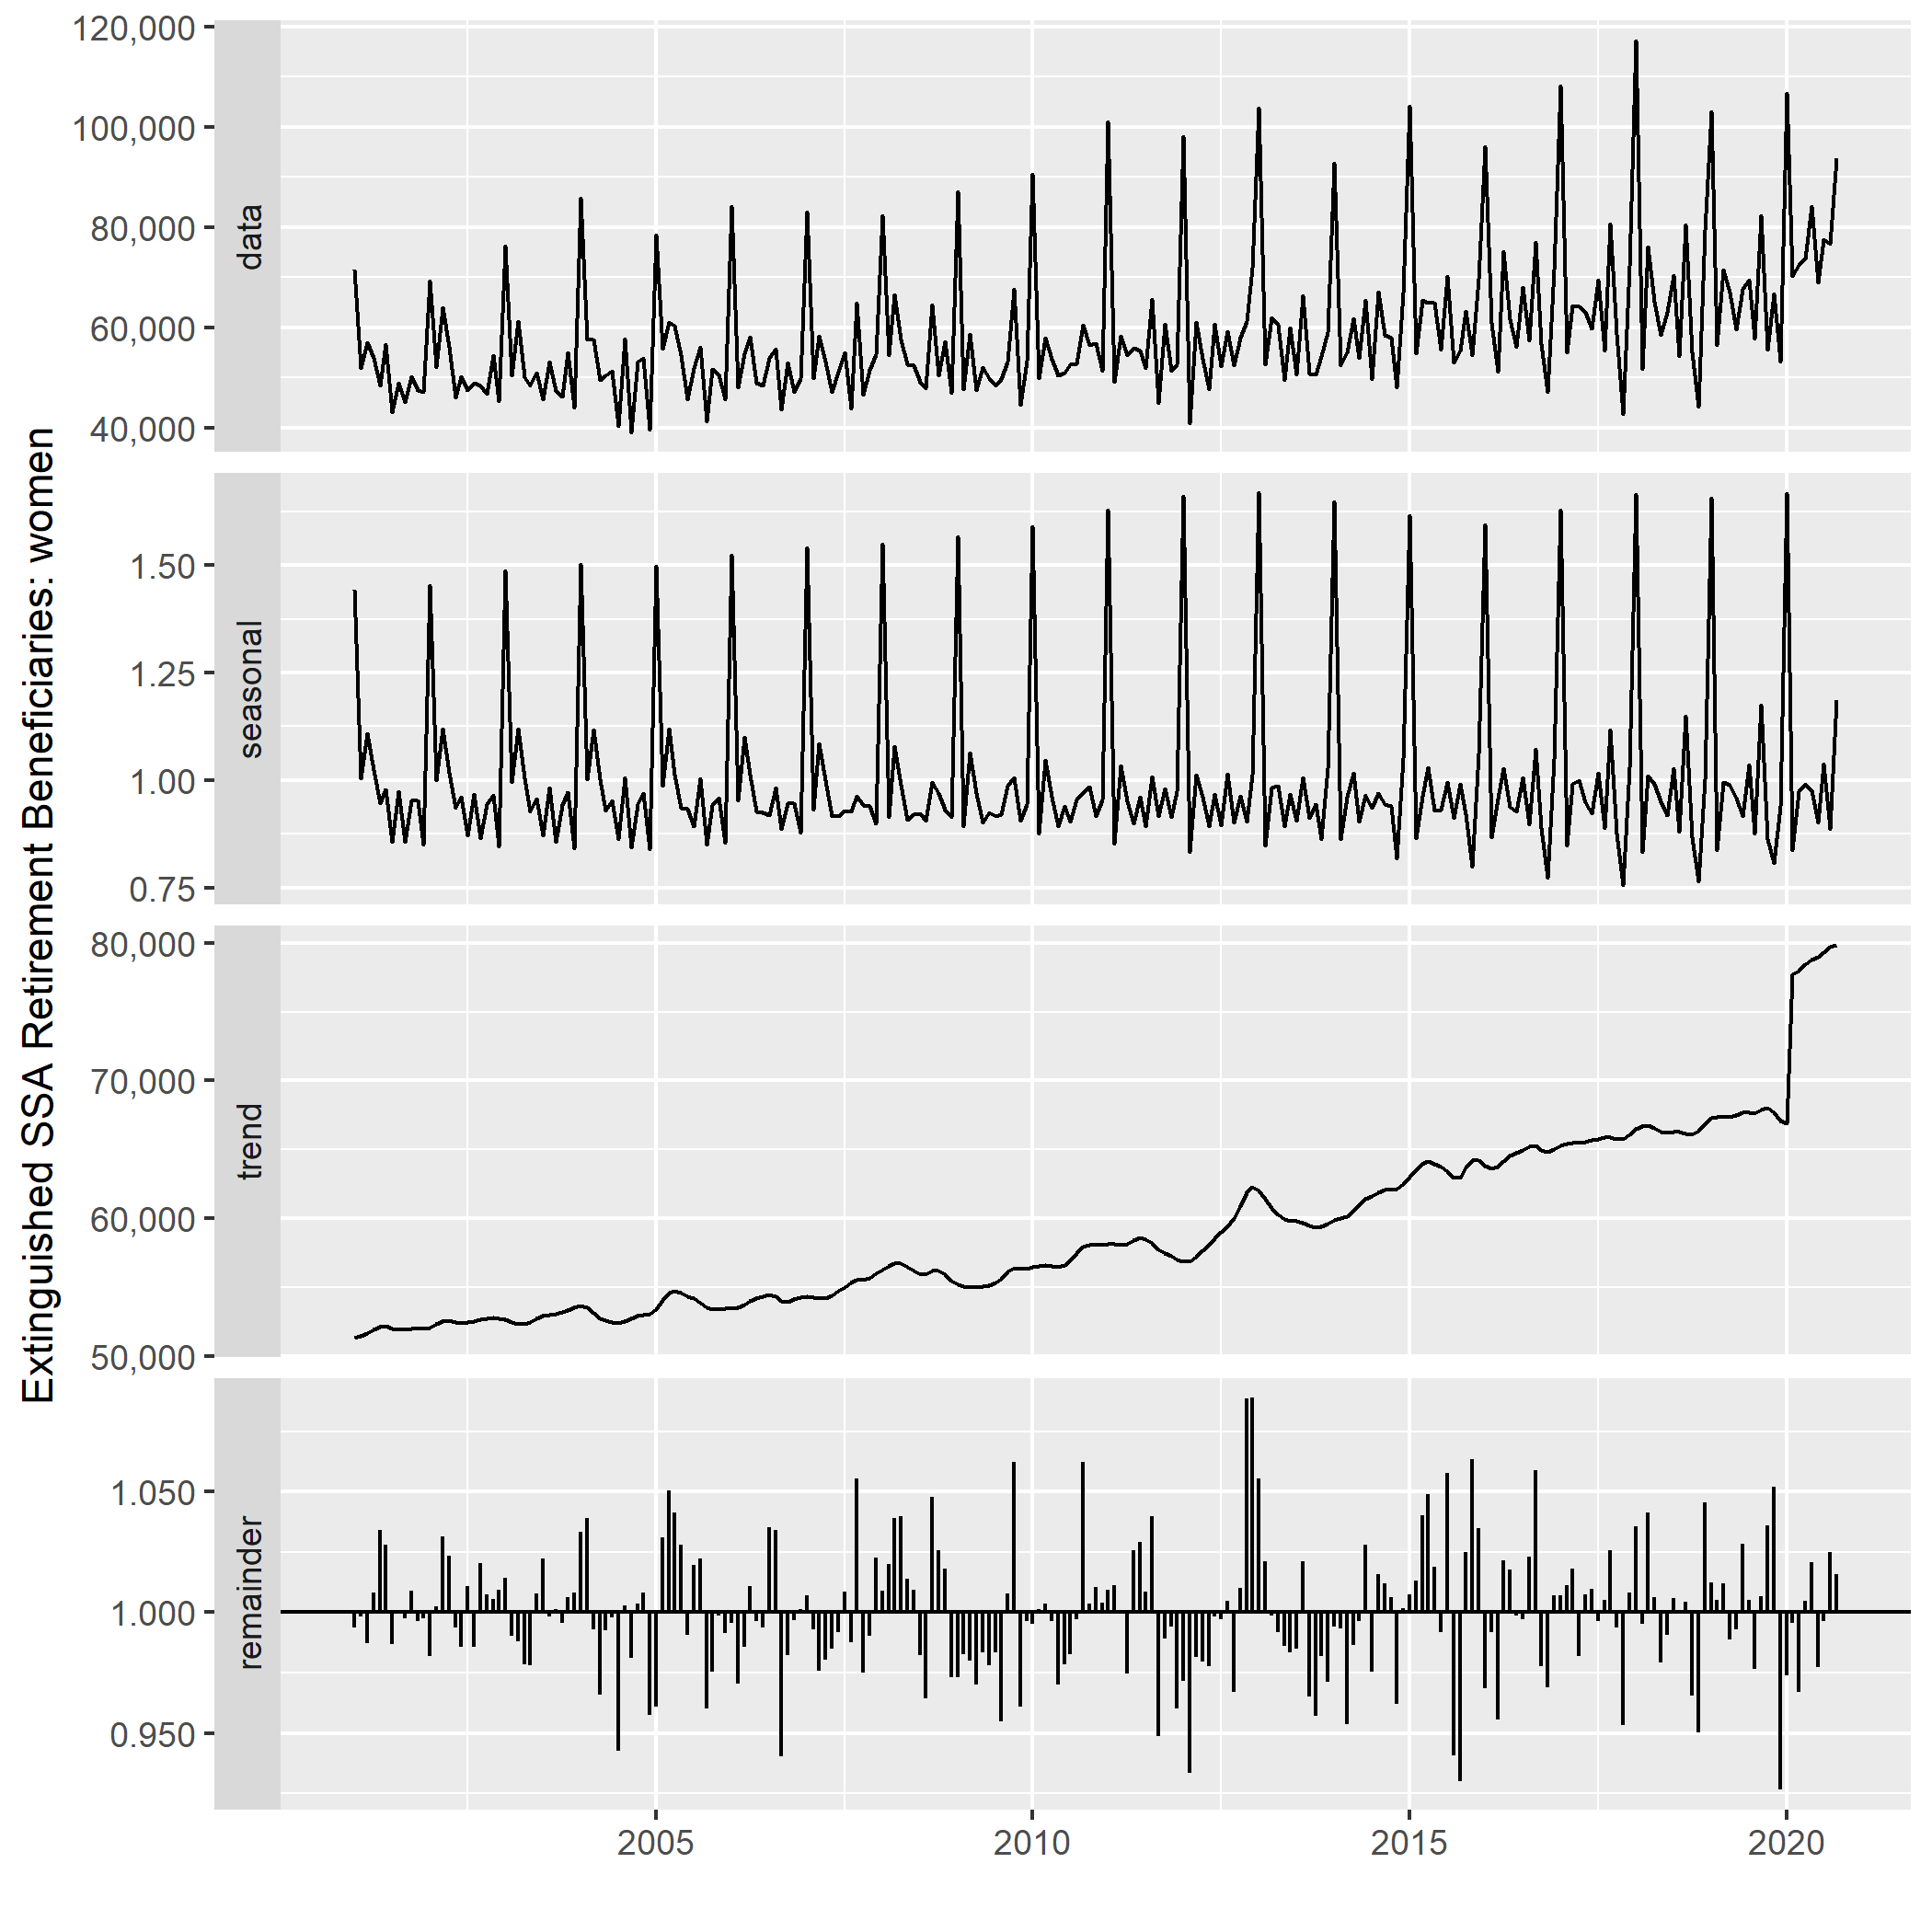 Extinguished SSA Retirement Beneficiaries: women
120,000
100,000
80,000
60,000
40,000
data
1.50
1.25
1.00
0.75
seasonal
80,000
70,000
60,000
50,000
trend
1.050
1.000
0.950
remainder
2005 2010 2015 2020